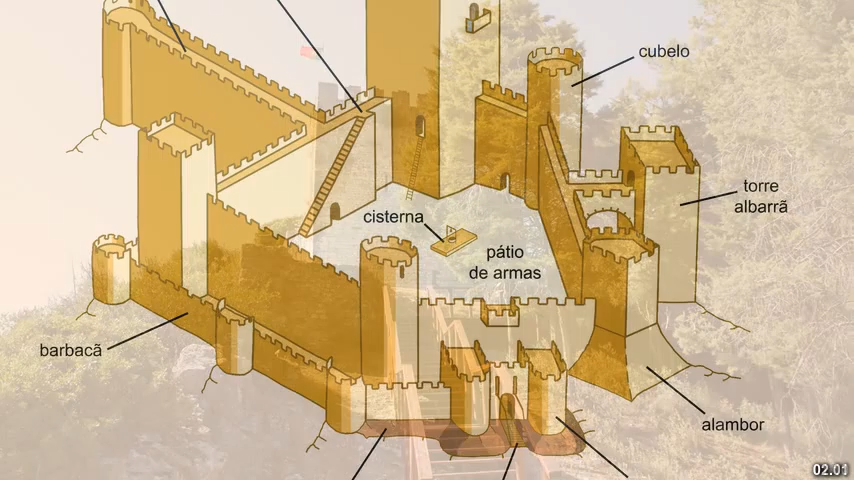 cubelo
torre
albarrã
cisterna
pátio
de armas
barbacã
alambor
02.01